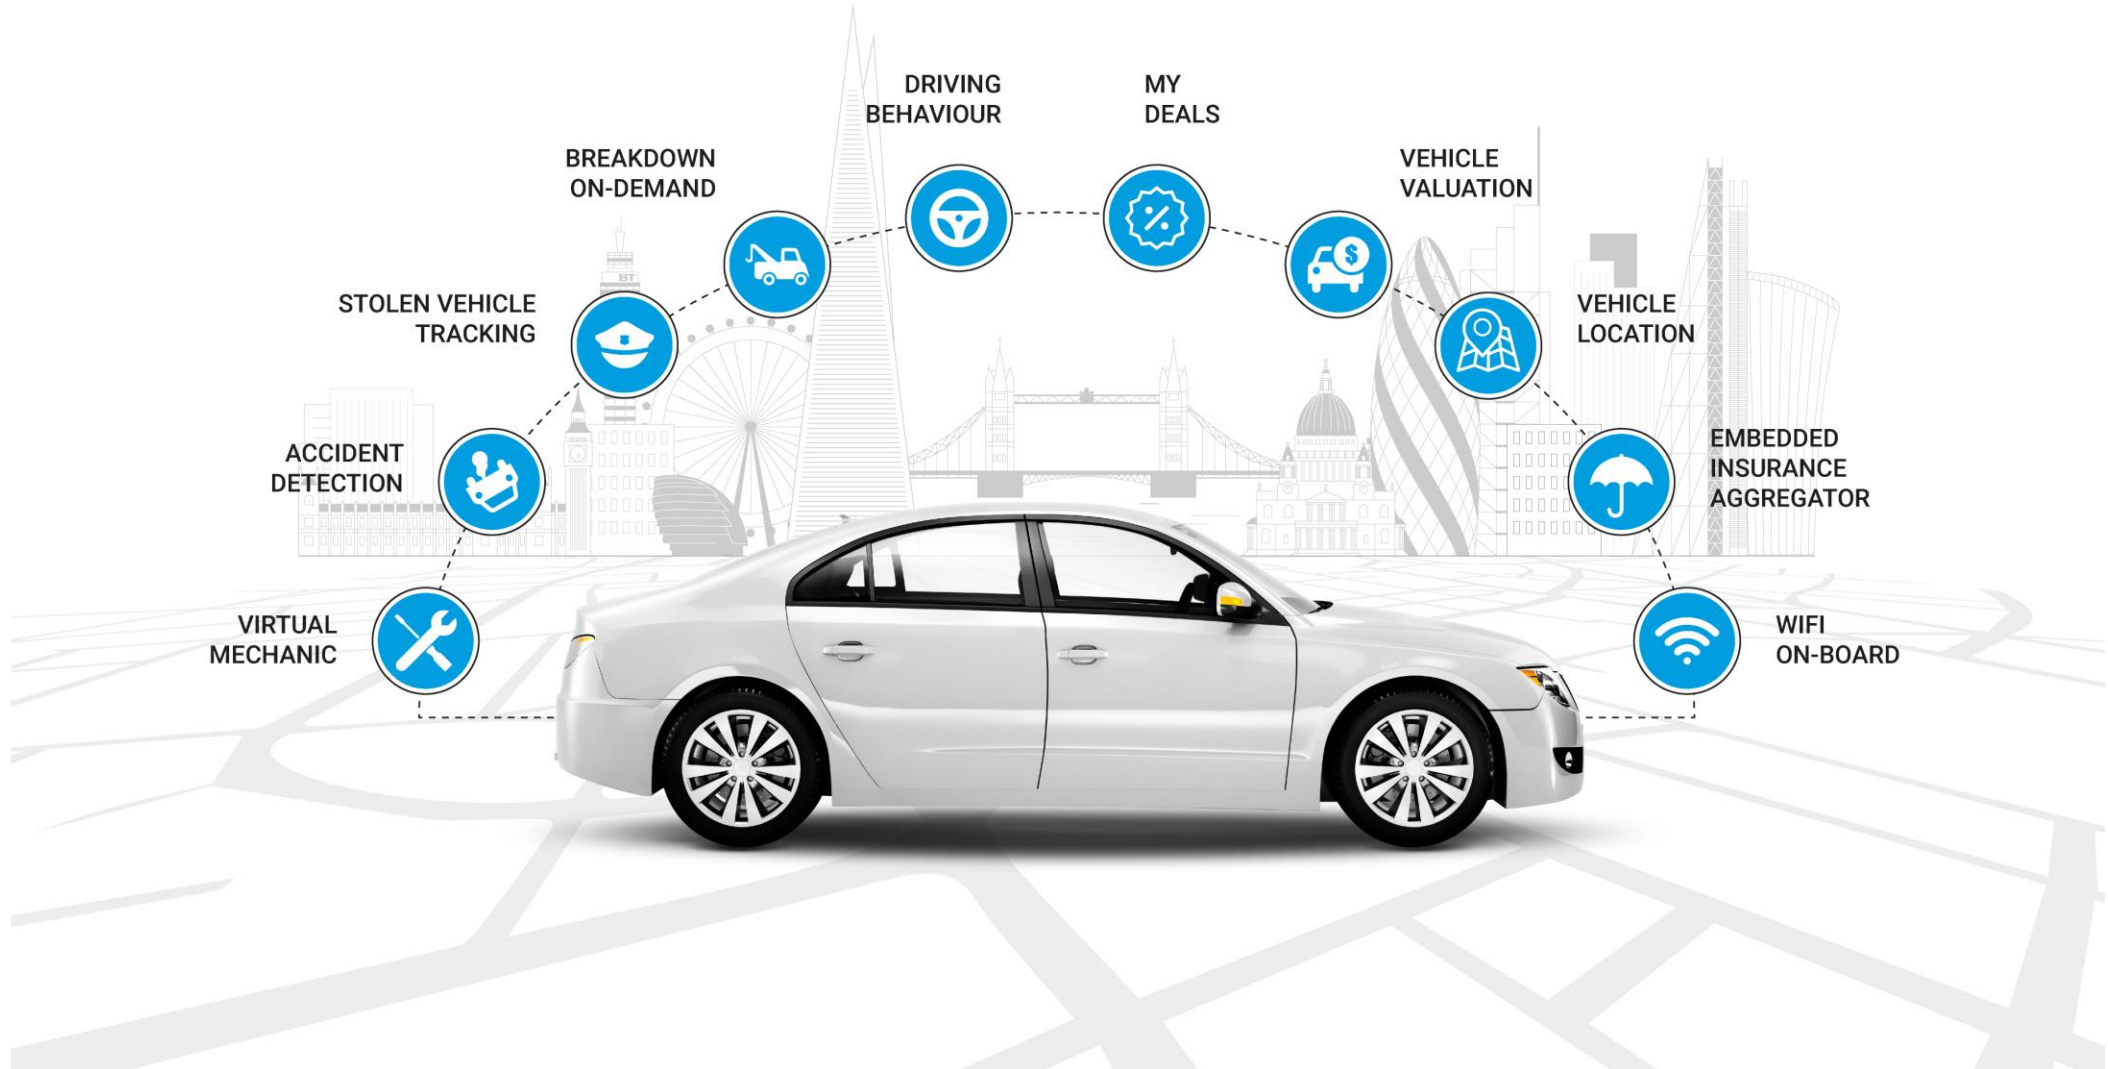 DRIVING
BEHAVIOUR
MY
DEALS
BREAKDOWN
ON-DEMAND
VEHICLE
VALUATION
STOLEN VEHICLE
TRACKING
VEHICLE
LOCATION
ACCIDENT
DETECTION
EMBEDDED
INSURANCE
AGGREGATOR
VIRTUAL
MECHANIC
WIFI
ON-BOARD
BT
%
$